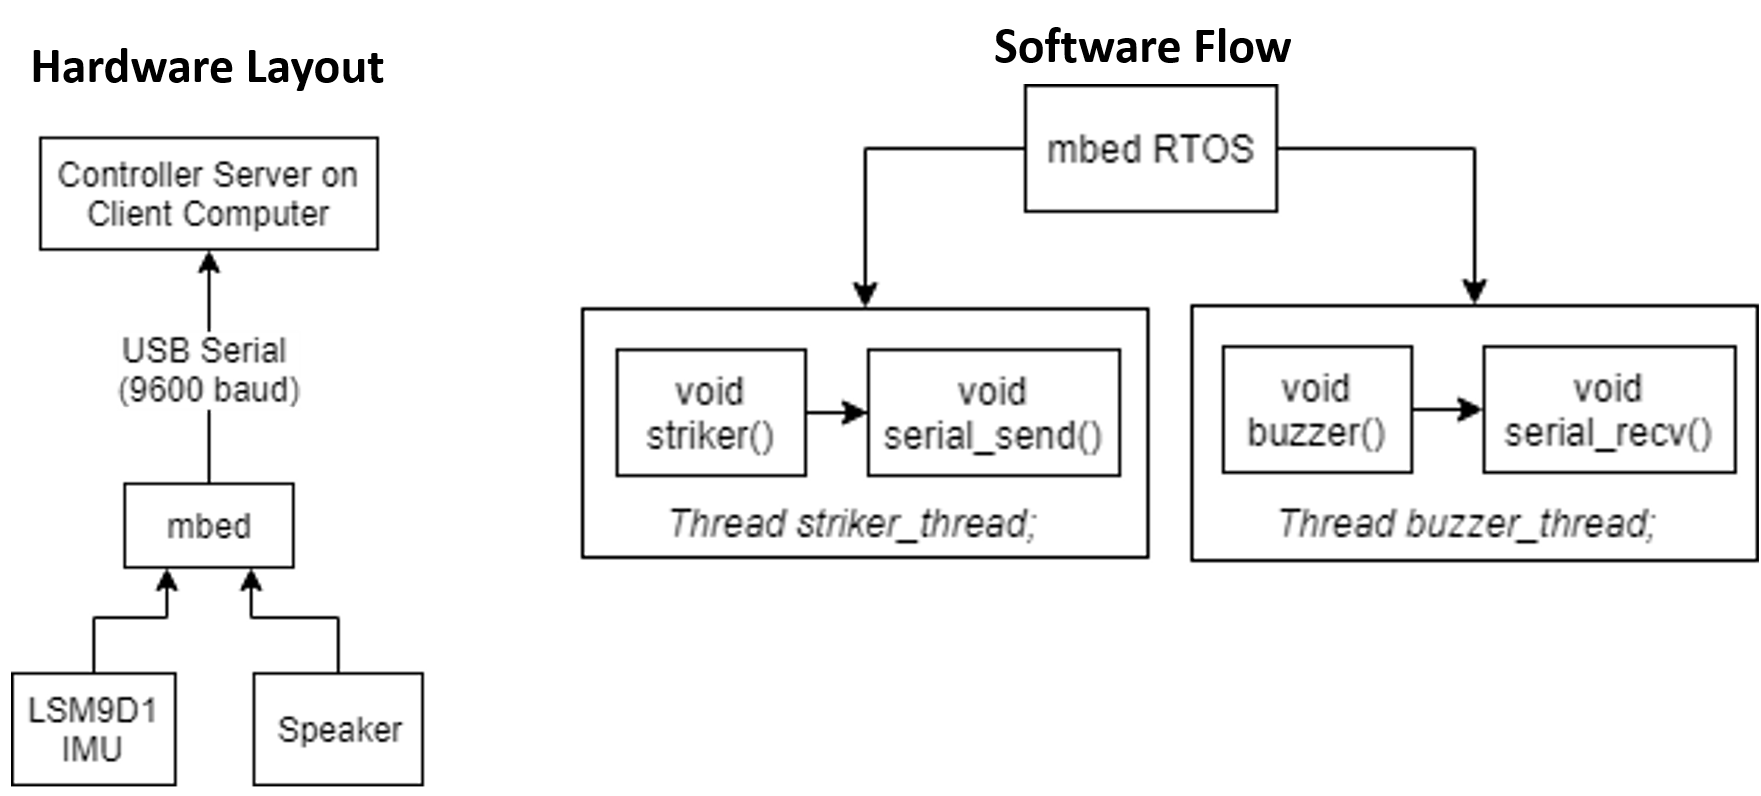 Hardware Layout
Controller Server on
Client Computer
USB Serial
(9600 baud)
mbed
LSM9D1
IMU
Speaker
Software Flow
mbed RTOS
void
striker()
void
serial_send()
Thread striker_thread;
void
buzzer()
void
serial_recv()
Thread buzzer_thread;